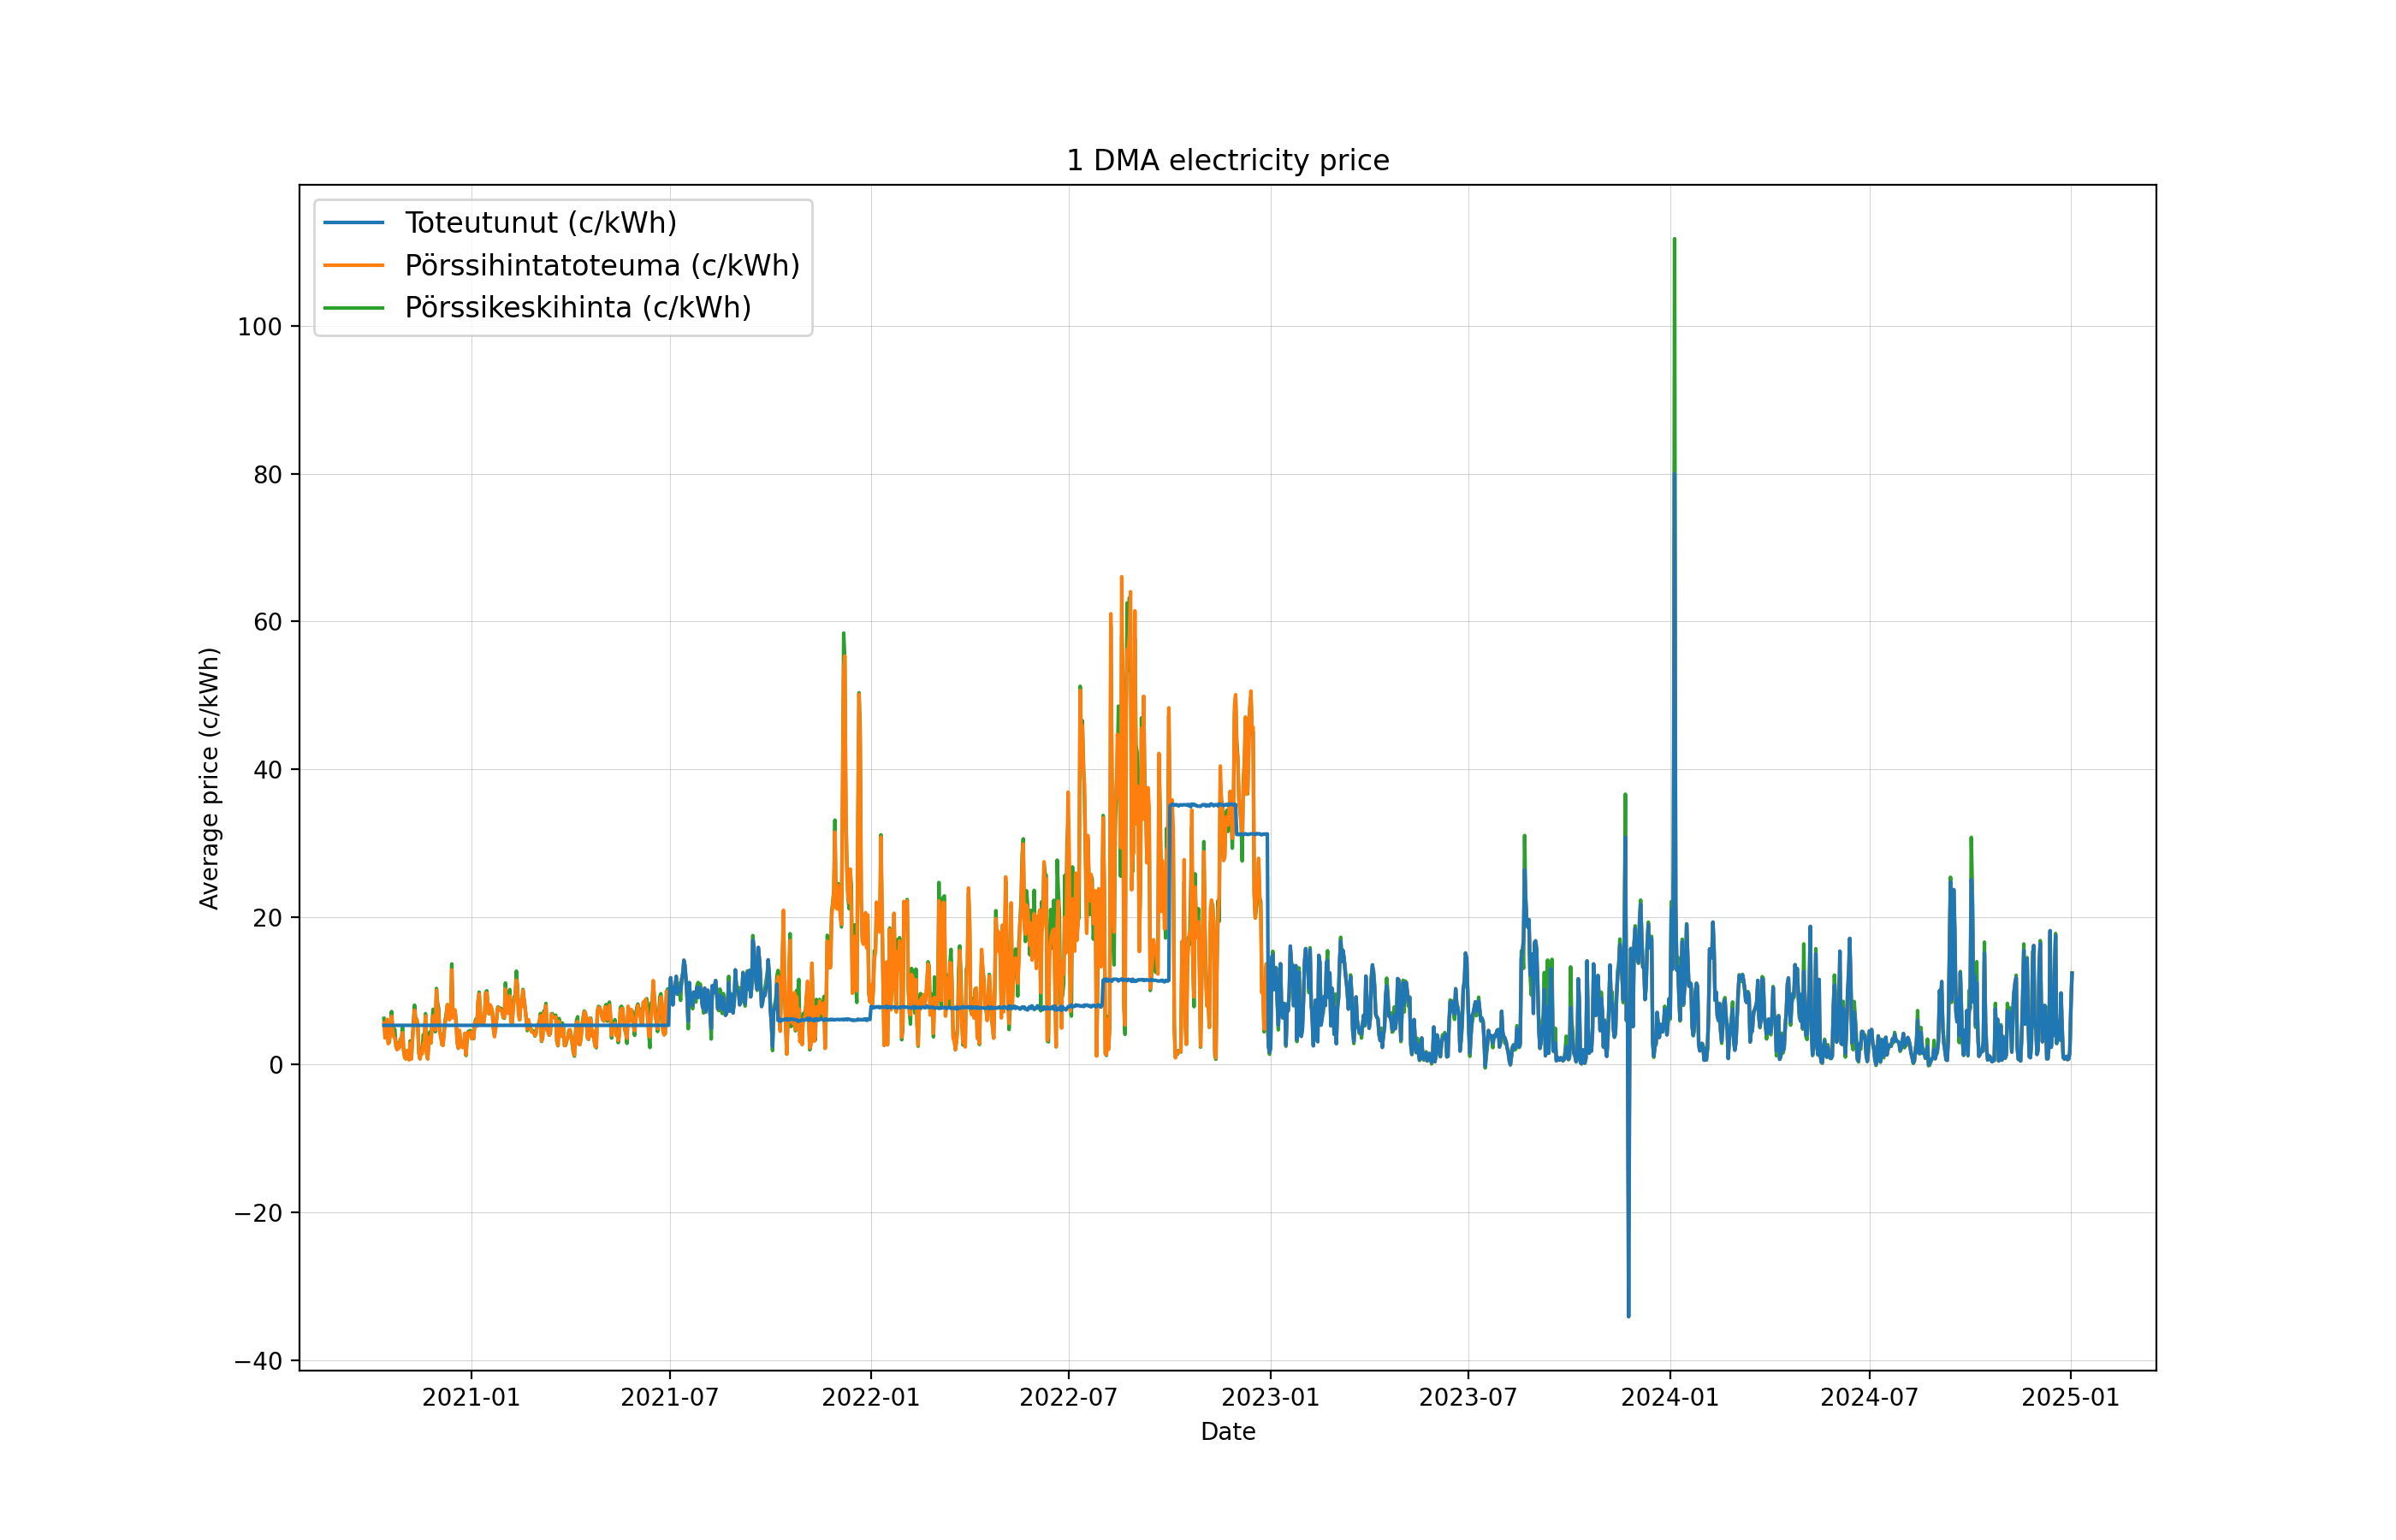 1 DMA electricity price
Toteutunut (c/kWh)
Pörssihintatoteuma (c/kWh)
Pörssikeskihinta (c/kWh)
100
80
60
40
20
0
−20
−40
Average price (c/kWh)
2021-01 2021-07 2022-01 2022-07 2023-01 2023-07 2024-01 2024-07 2025-01
Date